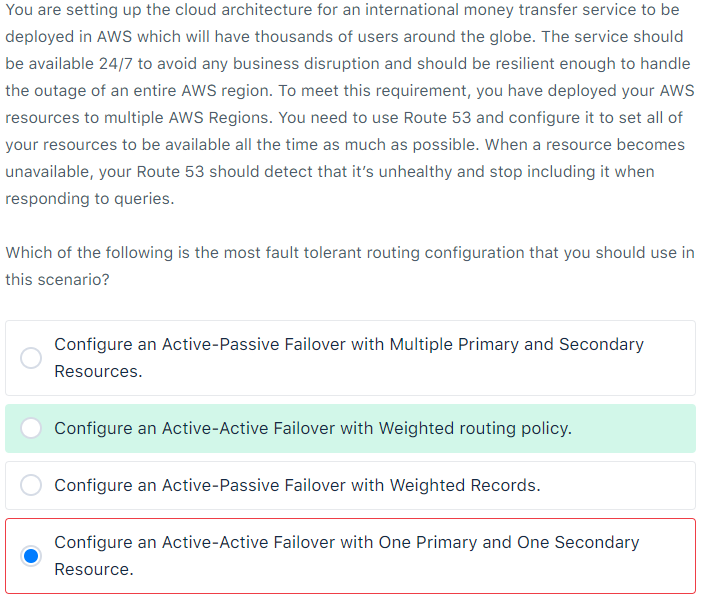 You are setting up the cloud architecture for an international money transfer service to be
deployed in AWS which will have thousands of users around the globe. The service should
be available 24/7 to avoid any business disruption and should be resilient enough to handle
the outage of an entire AWS region. To meet this requirement, you have deployed your AWS
resources to multiple AWS Regions. You need to use Route 53 and configure it to set all of
your resources to be available all the time as much as possible. When a resource becomes
unavailable, your Route 53 should detect that it’s unhealthy and stop including it when
responding to queries.
Which of the following is the most fault tolerant routing configuration that you should use in
this scenario?
Configure an Active-Passive Failover with Multiple Primary and Secondary
Resources.
Configure an Active-Active Failover with Weighted routing policy.
Configure an Active-Passive Failover with Weighted Records.
Configure an Active-Active Failover with One Primary and One Secondary
Resource.